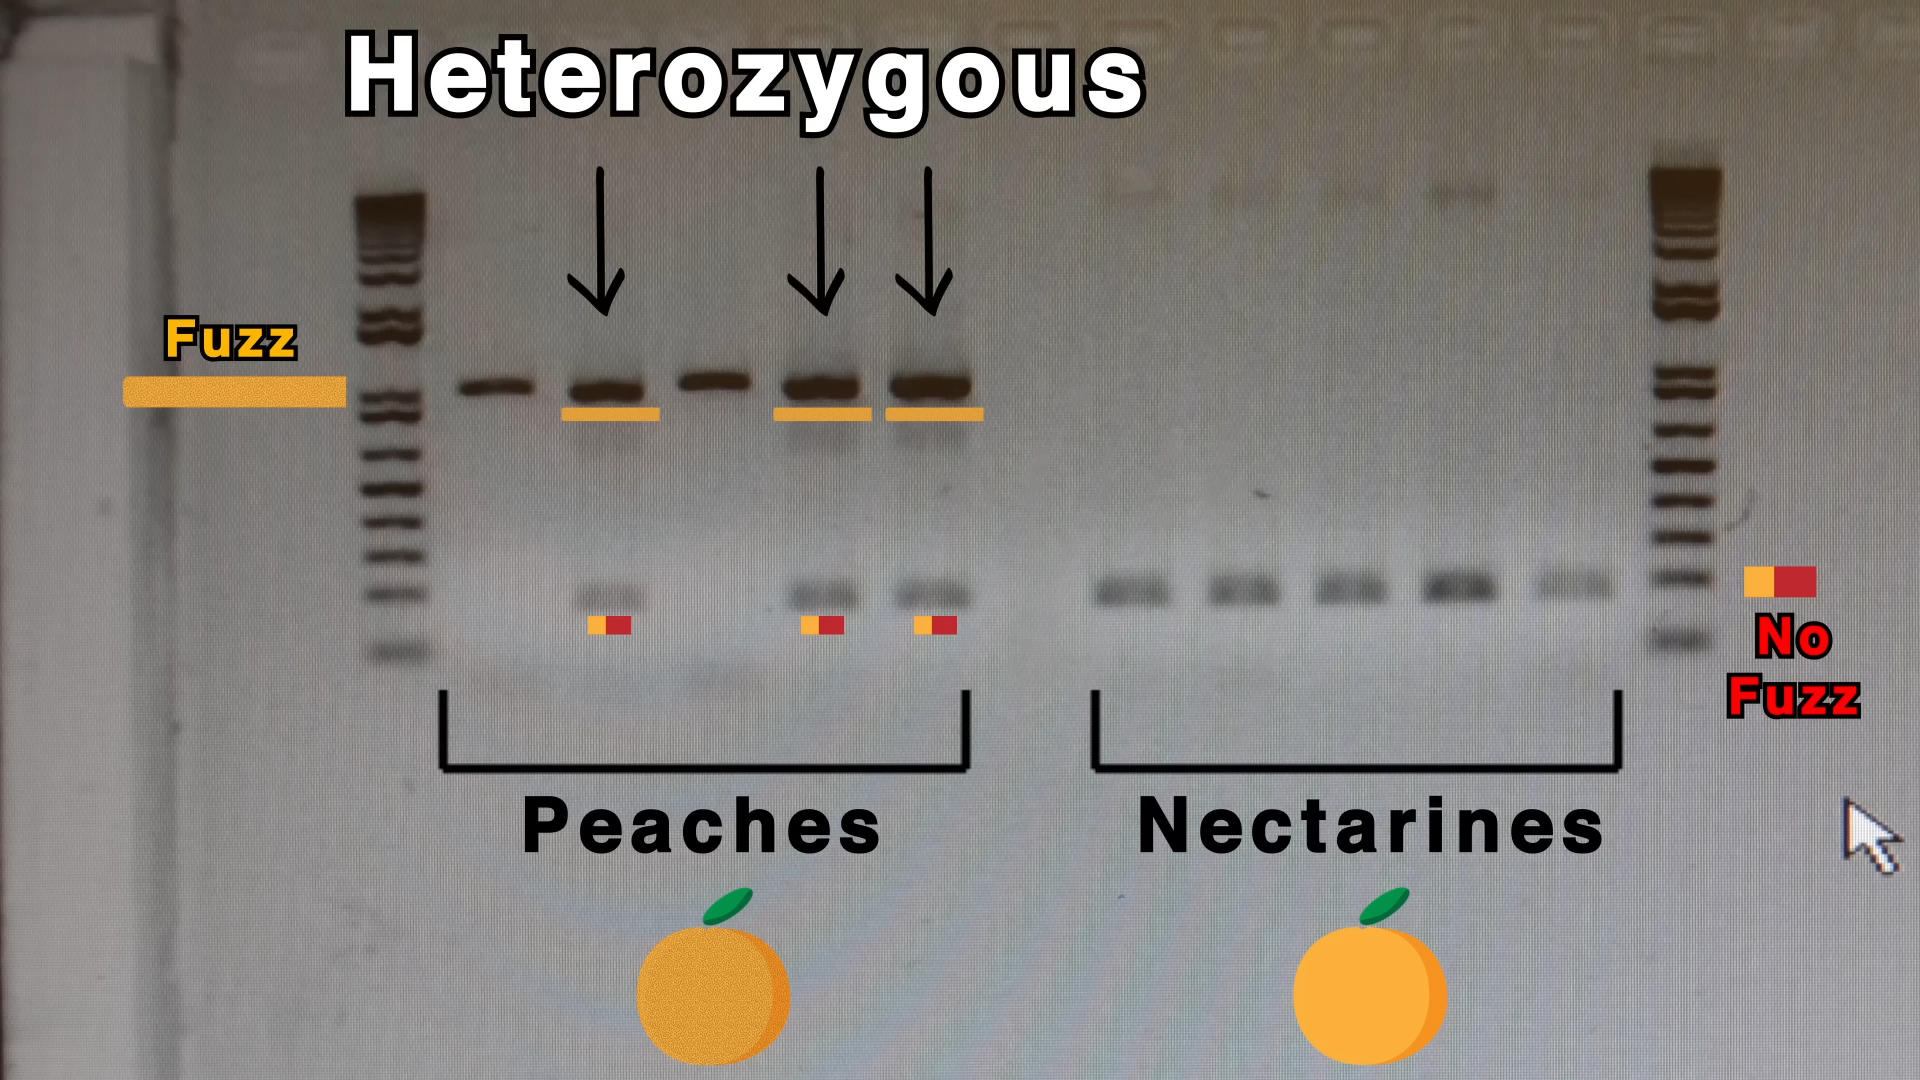 Heterozygous
Fuzz
No
Fuzz
Peaches
Nectarines